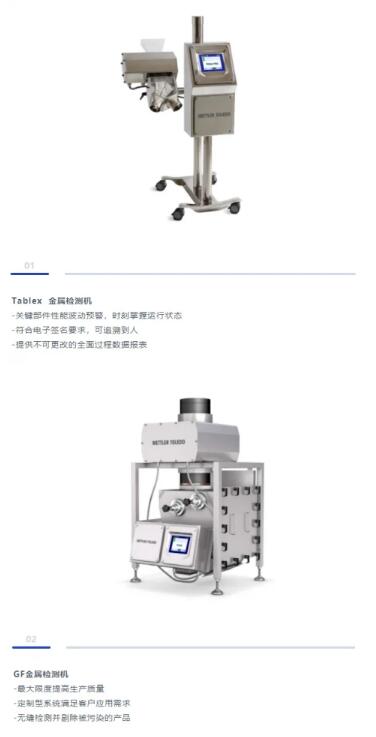 METTLER TOLEDO
01
Tablex 金属检测机
-关键部件性能波动预警，时刻掌握运行状态
-符合电子签名要求，可追溯到人
-提供不可更改的全面过程数据报表
METTLER TOLEDO
METTLER TOLEDO
02
GF金属检测机
-最大限度提高生产质量
-定制型系统满足客户应用需求
-无缝检测并剔除被污染的产品